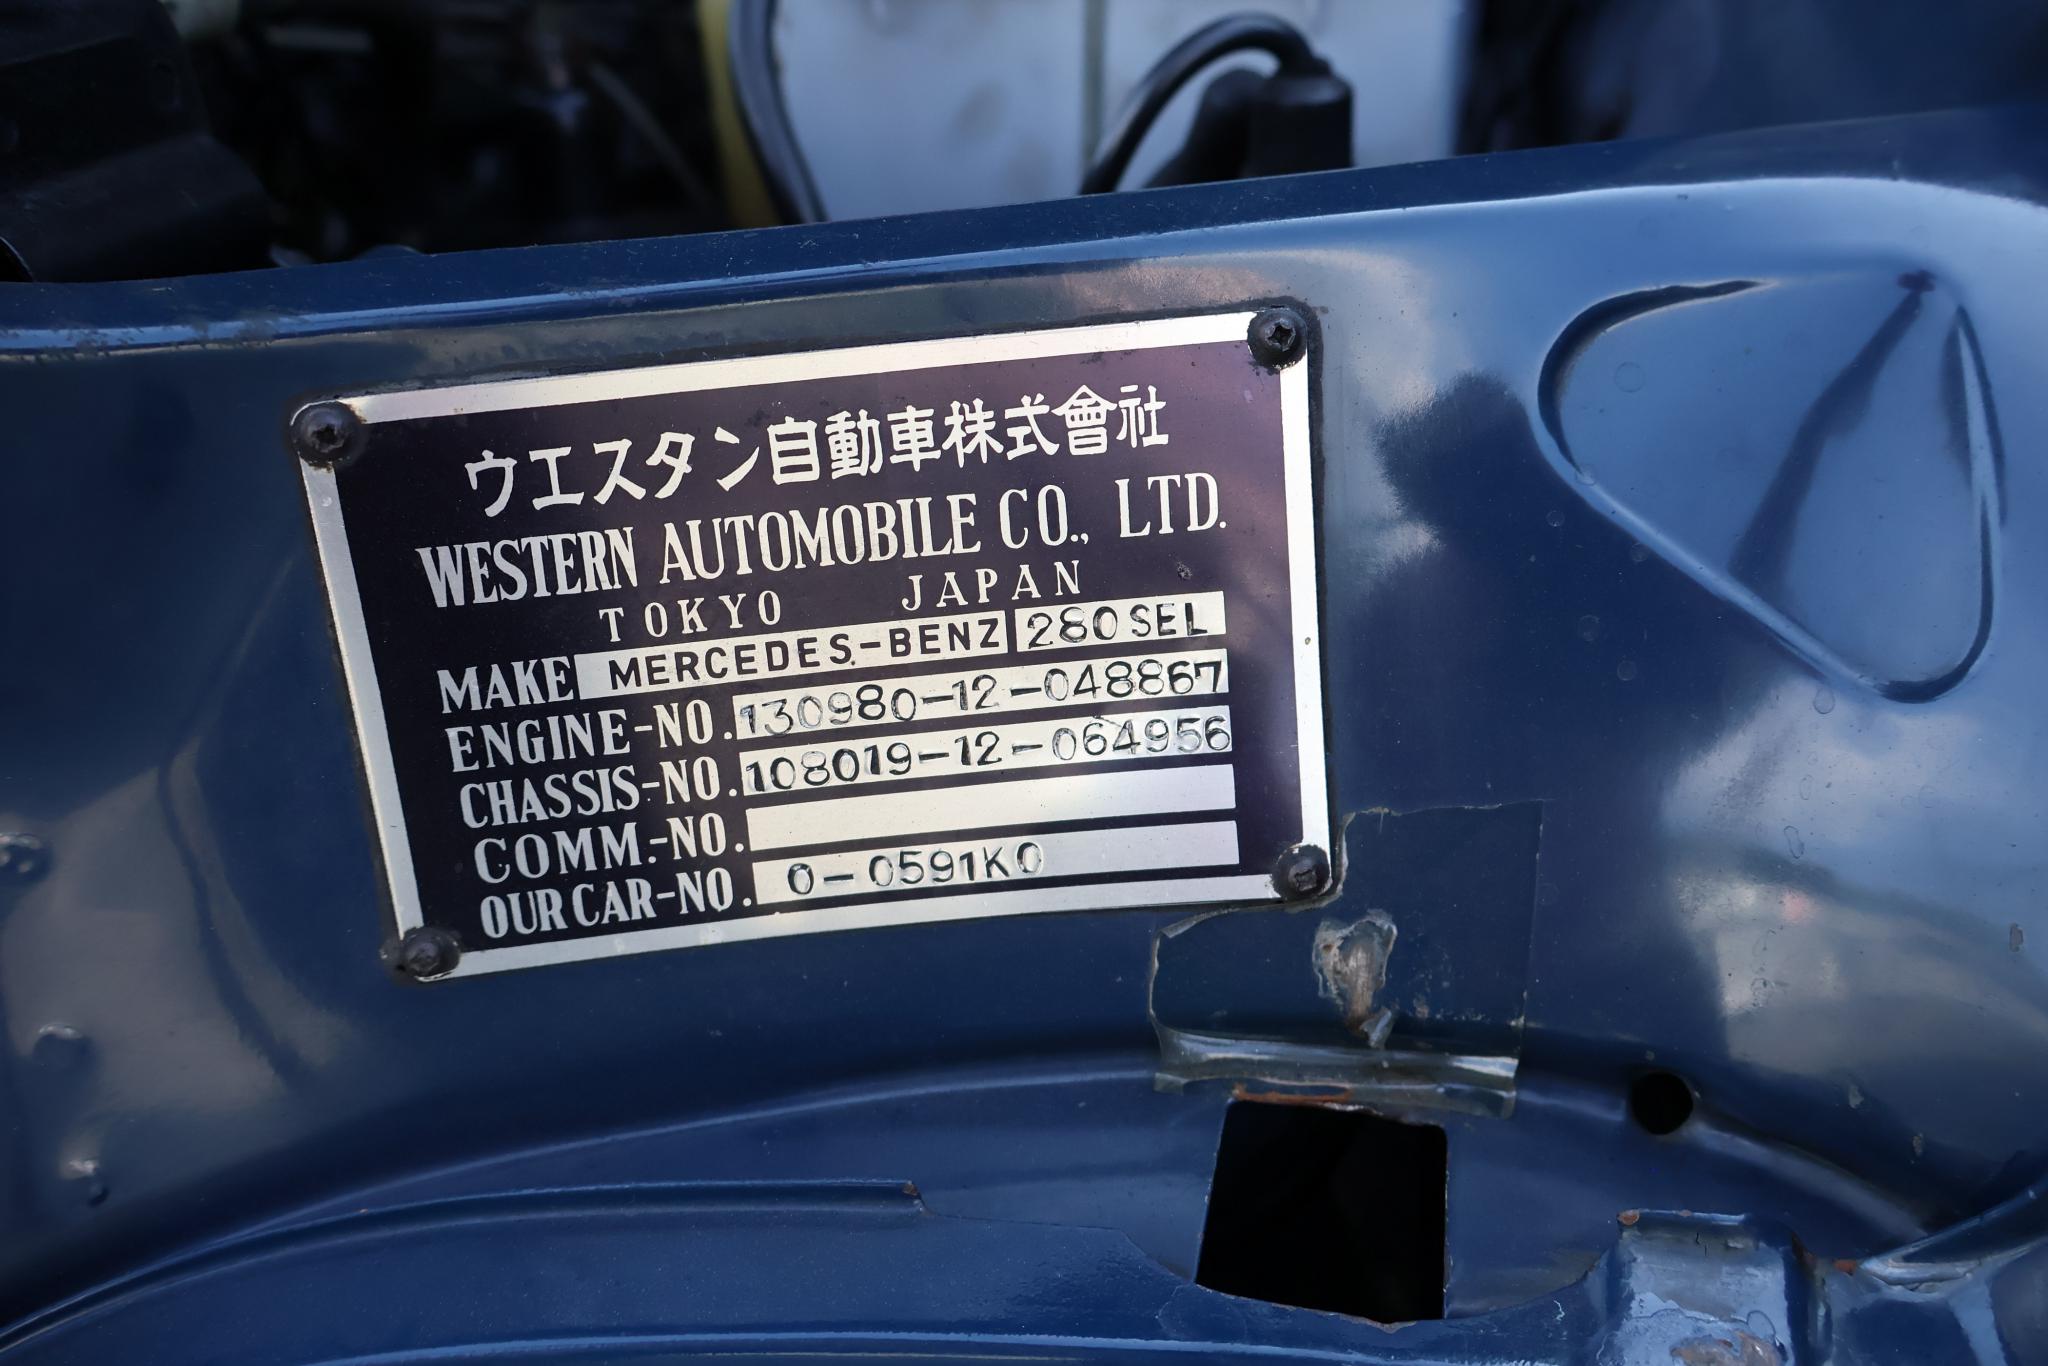 ウエスタン自動車株式會社
WESTERN AUTOMOBILE CO., LTD.
TOKYO JAPAN
MAKE MERCEDES.-BENZ 280SEL
ENGINE-NO. 130980-12-048867
CHASSIS-NO. 108019-12-064956
COMM.-NO.
OUR CAR-NO. 0-0591KO